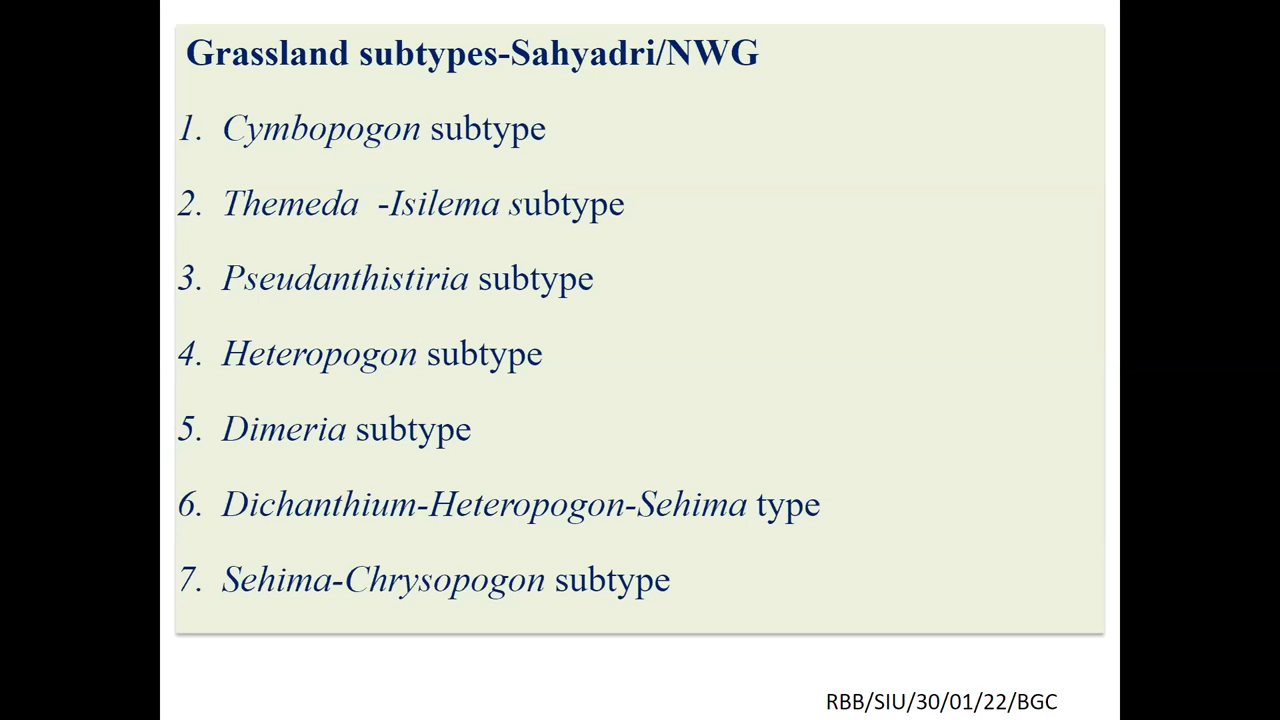 Grassland subtypes-Sahyadri/NWG
1. Cymbopogon subtype
2. Themeda -Isilema subtype
3. Pseudanthistiria subtype
4. Heteropogon subtype
5. Dimeria subtype
6. Dichanthium-Heteropogon-Sehima type
7. Sehima-Chrysopogon subtype
RBB/SIU/30/01/22/BGC